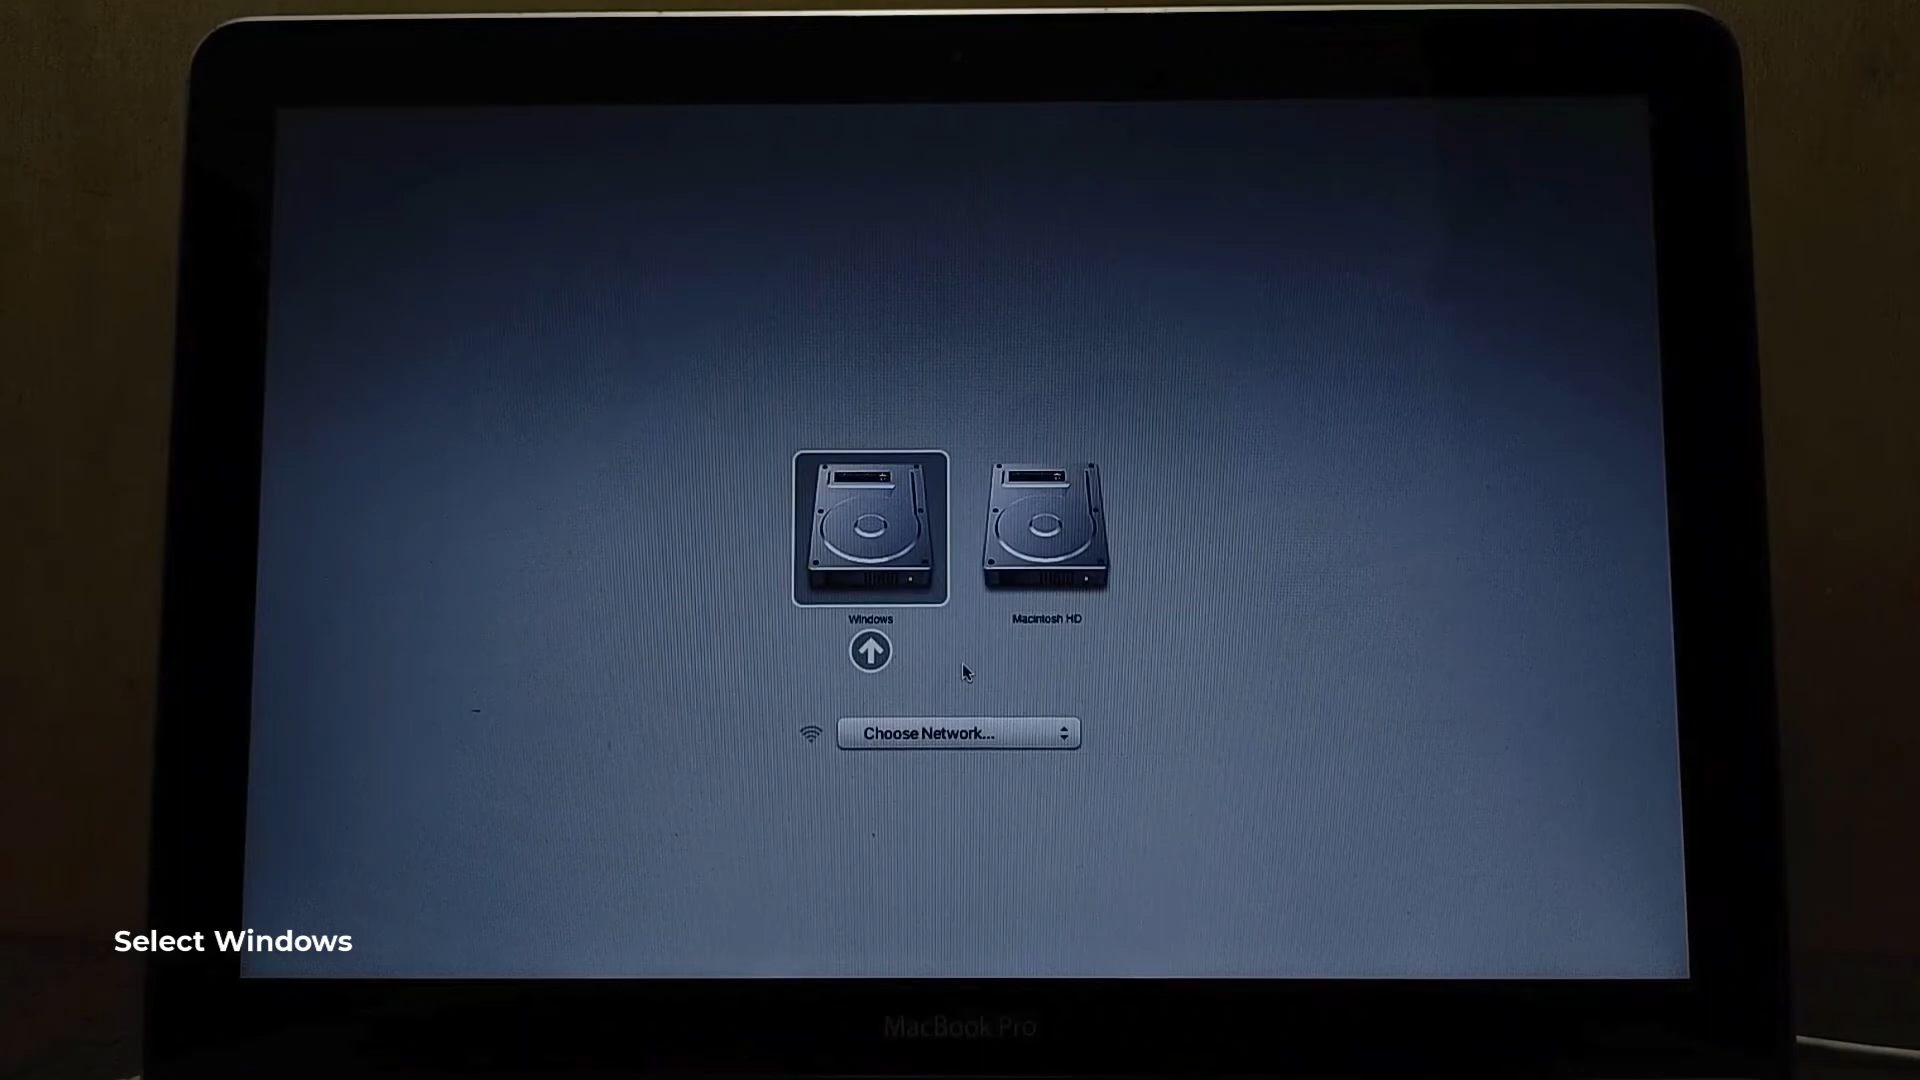 Windows
Macintosh HD
Choose Network...
Select Windows
MacBook Pro